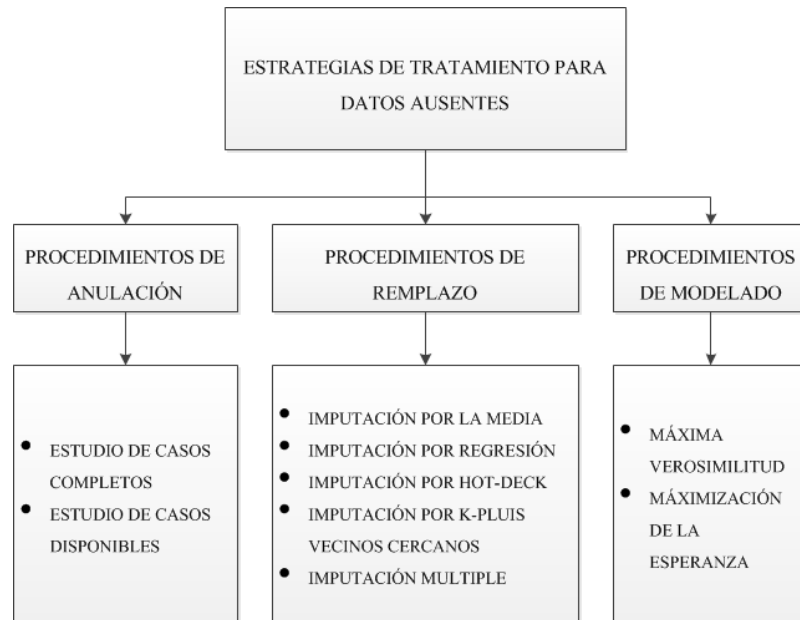 ESTRATEGIAS DE TRATAMIENTO PARA
DATOS AUSENTES
PROCEDIMIENTOS DE
ANULACIÓN
PROCEDIMIENTOS DE
REMPLAZO
PROCEDIMIENTOS
DE MODELADO
• ESTUDIO DE CASOS
COMPLETOS
• ESTUDIO DE CASOS
DISPONIBLES
• IMPUTACIÓN POR LA MEDIA
• IMPUTACIÓN POR REGRESIÓN
• IMPUTACIÓN POR HOT-DECK
• IMPUTACIÓN POR K-PLUIS
VECINOS CERCANOS
• IMPUTACIÓN MULTIPLE
• MÁXIMA
VEROSIMILITUD
• MÁXIMIZACIÓN
DE LA
ESPERANZA